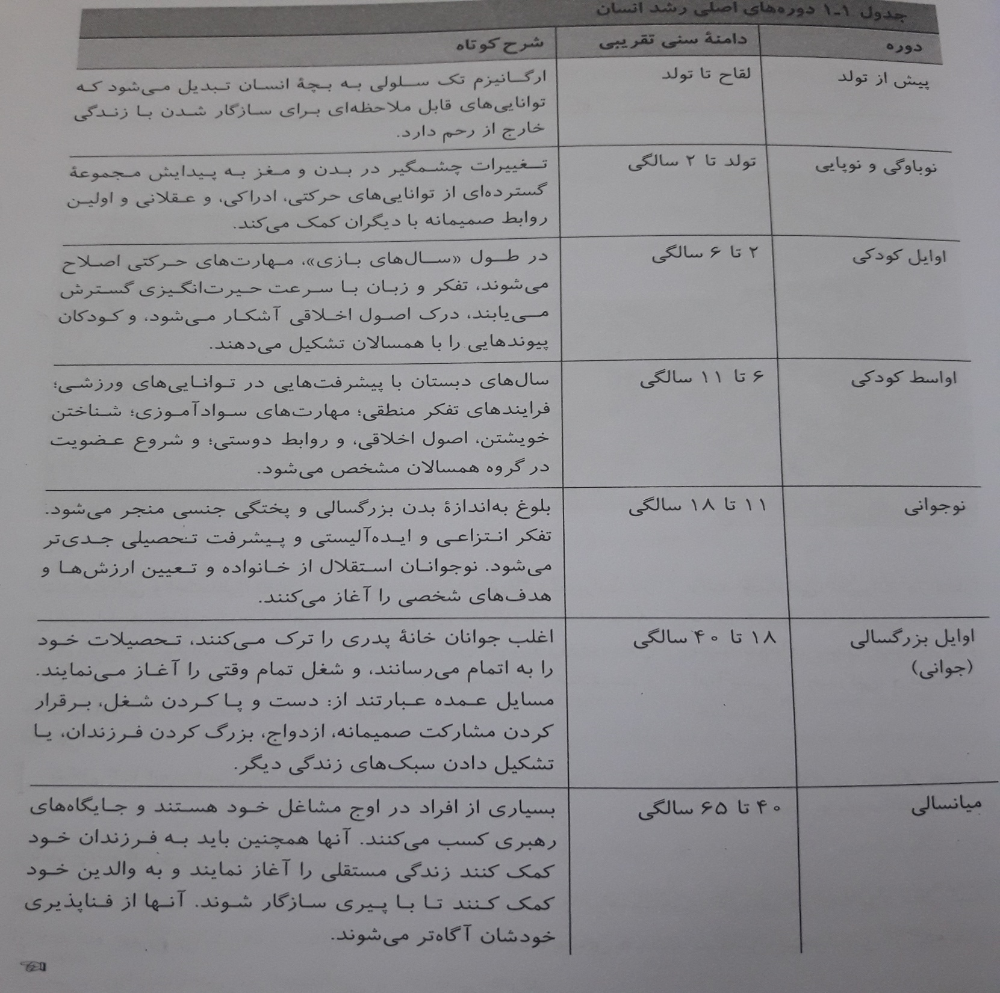 جدول ۱ـ۱ دوره‌های اصلی رشد انسان
دوره دامنهٔ سنی تقریبی شرح کوتاه
پیش از تولد لقاح تا تولد ارگانیزم تک سلولی به بچهٔ انسان تبدیل می‌شود که
توانایی‌های قابل ملاحظه‌ای برای سازگار شدن با زندگی
خارج از رحم دارد.
نوباوگی و نوپایی تولد تا ۲ سالگی تغییرات چشمگیر در بدن و مغز به پیدایش مجموعهٔ
گسترده‌ای از توانایی‌های حرکتی، ادراکی، و عقلانی و اولین
روابط صمیمانه با دیگران کمک می‌کند.
اوایل کودکی ۲ تا ۶ سالگی در طول «سال‌های بازی»، مهارت‌های حرکتی اصلاح
می‌شوند، تفکر و زبان با سرعت حیرت‌انگیزی گسترش
می‌یابند، درک اصول اخلاقی آشکار می‌شود، و کودکان
پیوندهایی را با همسالان تشکیل می‌دهند.
اواسط کودکی ۶ تا ۱۱ سالگی سال‌های دبستان با پیشرفت‌هایی در توانایی‌های ورزشی؛
فرایندهای تفکر منطقی؛ مهارت‌های سوادآموزی؛ شناختن
خویشتن، اصول اخلاقی، و روابط دوستی؛ و شروع عضویت
در گروه همسالان مشخص می‌شود.
نوجوانی ۱۱ تا ۱۸ سالگی بلوغ به‌اندازهٔ بدن بزرگسالی و پختگی جنسی منجر می‌شود.
تفکر انتزاعی و ایده‌آلیستی و پیشرفت تحصیلی جدی‌تر
می‌شود. نوجوانان استقلال از خانواده و تعیین ارزش‌ها و
هدف‌های شخصی را آغاز می‌کنند.
اوایل بزرگسالی ۱۸ تا ۴۰ سالگی اغلب جوانان خانهٔ پدری را ترک می‌کنند، تحصیلات خود
(جوانی) را به اتمام می‌رسانند، و شغل تمام وقتی را آغاز می‌نمایند.
مسایل عمده عبارتند از: دست و پا کردن شغل، برقرار
کردن مشارکت صمیمانه، ازدواج، بزرگ کردن فرزندان، یا
تشکیل دادن سبک‌های زندگی دیگر.
میانسالی ۴۰ تا ۶۵ سالگی بسیاری از افراد در اوج مشاغل خود هستند و جایگاه‌های
رهبری کسب می‌کنند. آنها همچنین باید به فرزندان خود
کمک کنند زندگی مستقلی را آغاز نمایند و به والدین خود
کمک کنند تا با پیری سازگار شوند. آنها از فناپذیری
خودشان آگاه‌تر می‌شوند.